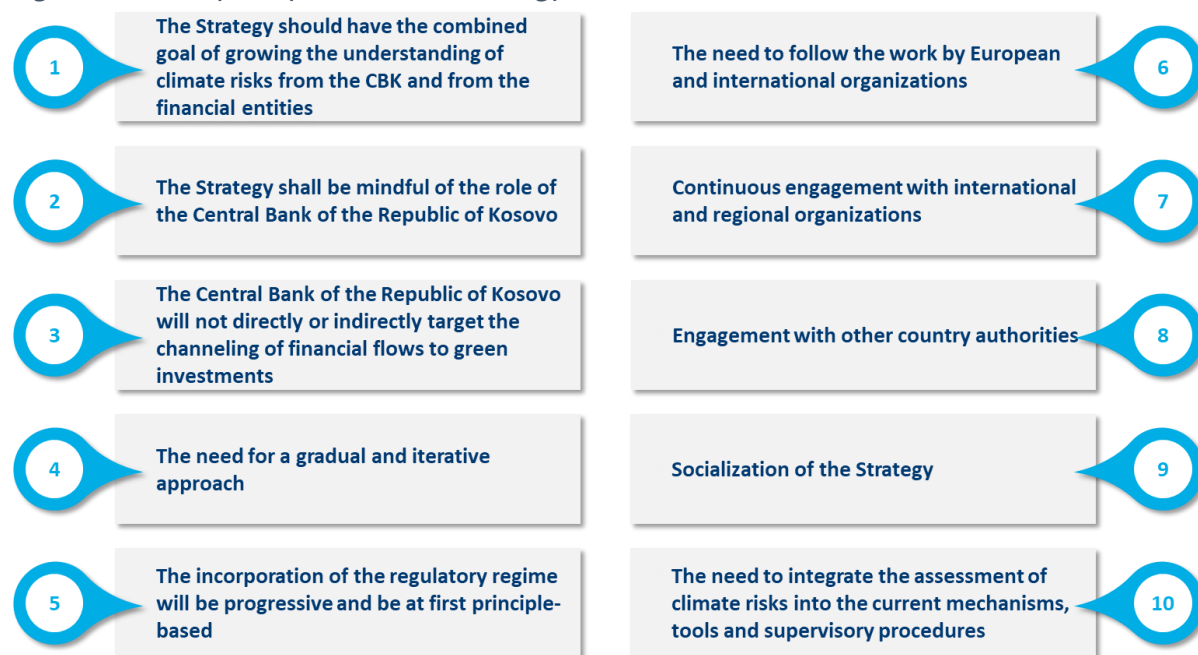 1
The Strategy should have the combined
goal of growing the understanding of
climate risks from the CBK and from the
financial entities
2
The Strategy shall be mindful of the role of
the Central Bank of the Republic of Kosovo
3
The Central Bank of the Republic of Kosovo
will not directly or indirectly target the
channeling of financial flows to green
investments
4
The need for a gradual and iterative
approach
5
The incorporation of the regulatory regime
will be progressive and be at first principle-
based
The need to follow the work by European
and international organizations
6
Continuous engagement with international
and regional organizations
7
Engagement with other country authorities
8
Socialization of the Strategy
9
The need to integrate the assessment of
climate risks into the current mechanisms,
tools and supervisory procedures
10